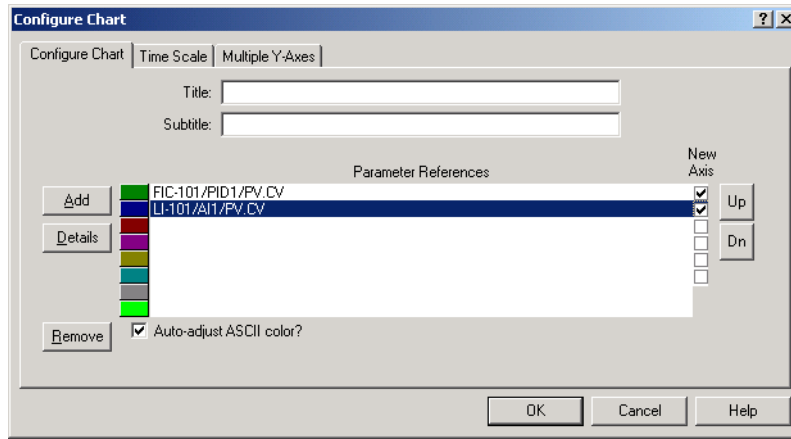 Configure Chart
Configure Chart Time Scale Multiple Y-Axes
Title:
Subtitle:
Parameter References
New
Axis
Add
FIC-101/PID1/PV.CV
LI-101/AI1/PV.CV
Up
Details
Dn
Remove
Auto-adjust ASCII color?
OK Cancel Help